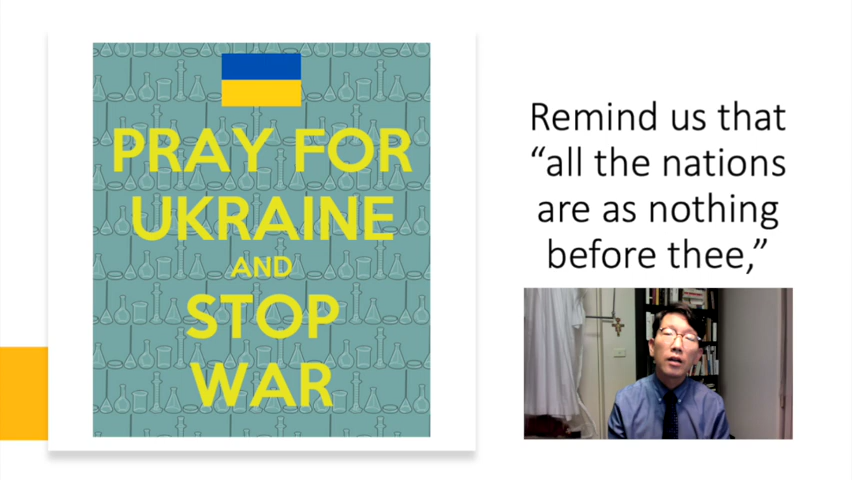 PRAY FOR
UKRAINE
AND
STOP
WAR
Remind us that
“all the nations
are as nothing
before thee,”